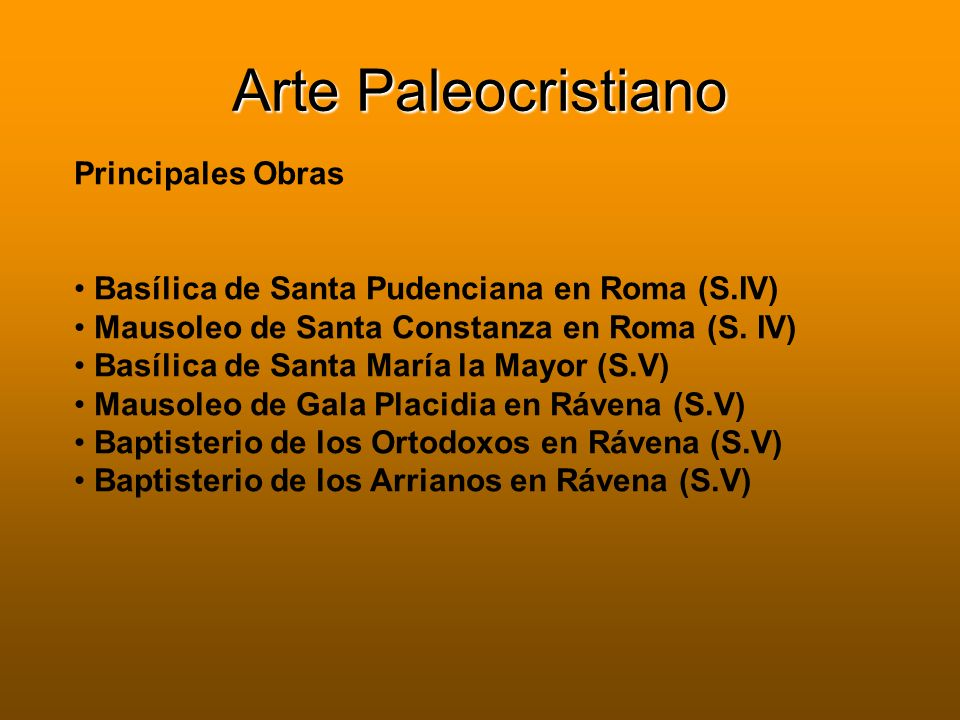 Arte Paleocristiano
Principales Obras
• Basílica de Santa Pudenciana en Roma (S.IV)
• Mausoleo de Santa Constanza en Roma (S. IV)
• Basílica de Santa María la Mayor (S.V)
• Mausoleo de Gala Placidia en Rávena (S.V)
• Baptisterio de los Ortodoxos en Rávena (S.V)
• Baptisterio de los Arrianos en Rávena (S.V)